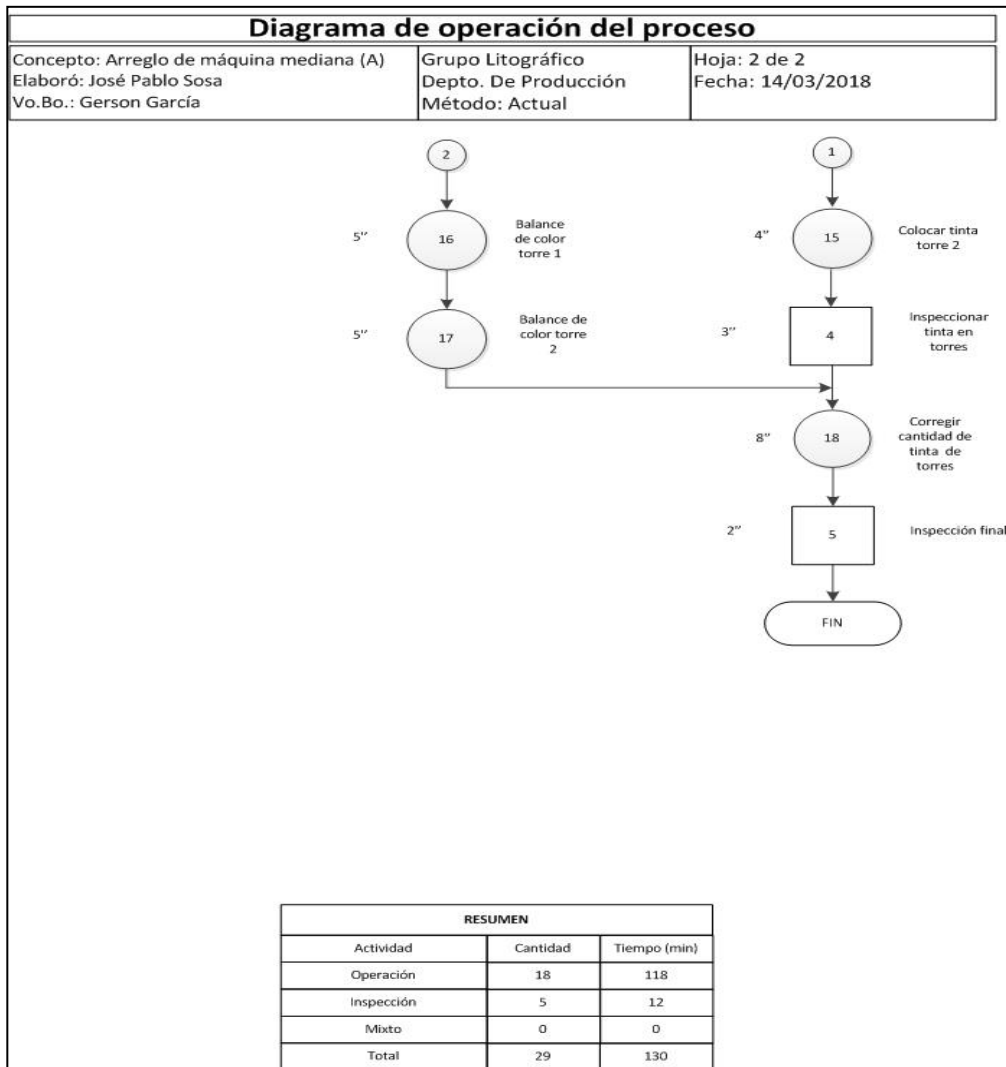 Diagrama de operación del proceso
Concepto: Arreglo de máquina mediana (A)
Elaboró: José Pablo Sosa
Vo.Bo.: Gerson García
Grupo Litográfico
Depto. De Producción
Método: Actual
Hoja: 2 de 2
Fecha: 14/03/2018
2
1
5''
16
Balance
de color
torre 1
4''
15
Colocar tinta
torre 2
5''
17
Balance de
color torre
2
3''
4
Inspeccionar
tinta en
torres
8''
18
Corregir
cantidad de
tinta de
torres
2''
5
Inspección final
FIN
RESUMEN
Actividad Cantidad Tiempo (min)
Operación 18 118
Inspección 5 12
Mixto 0 0
Total 29 130